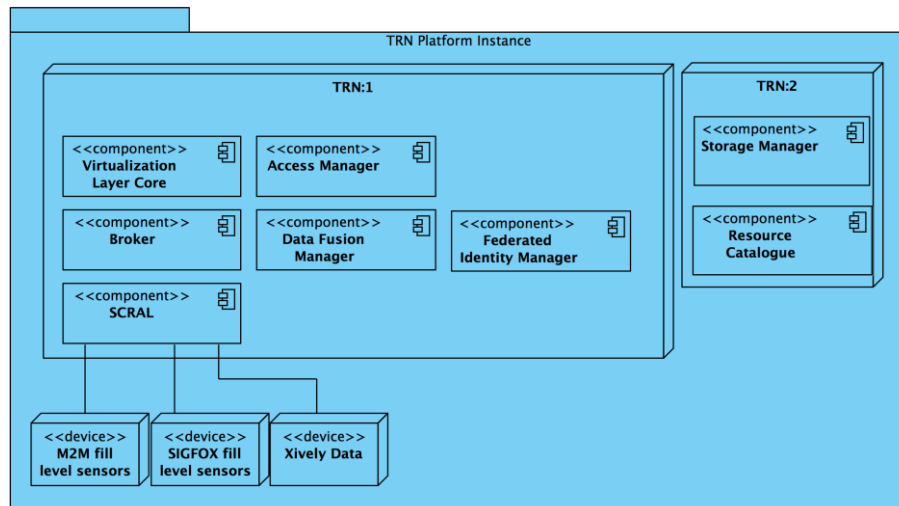 TRN Platform Instance
TRN:1
<<component>>
Virtualization
Layer Core
<<component>>
Access Manager
<<component>>
Broker
<<component>>
Data Fusion
Manager
<<component>>
Federated
Identity Manager
<<component>>
SCRAL
TRN:2
<<component>>
Storage Manager
<<component>>
Resource
Catalogue
<<device>>
M2M fill
level sensors
<<device>>
SIGFOX fill
level sensors
<<device>>
Xively Data